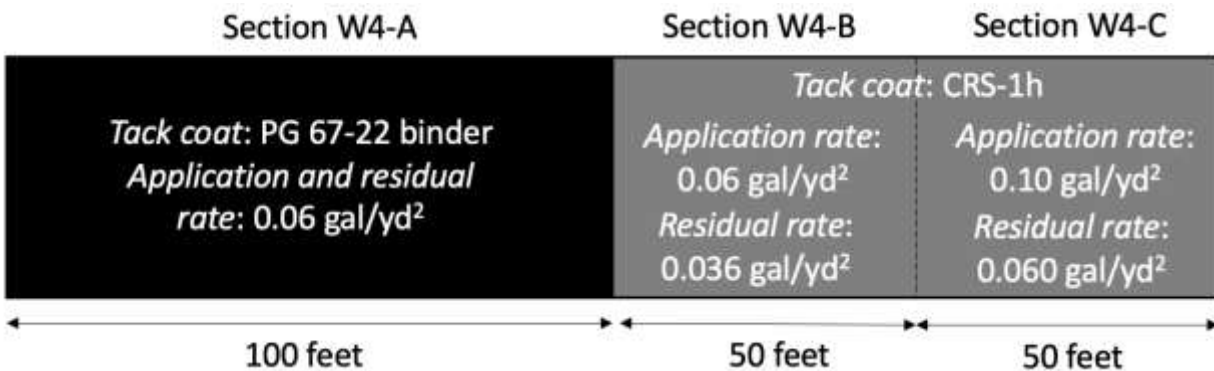 Section W4-A
Section W4-B
Section W4-C
Tack coat: PG 67-22 binder
Application and residual
rate: 0.06 gal/yd²
Tack coat: CRS-1h
Application rate:
0.06 gal/yd²
Residual rate:
0.036 gal/yd²
Application rate:
0.10 gal/yd²
Residual rate:
0.060 gal/yd²
100 feet
50 feet
50 feet